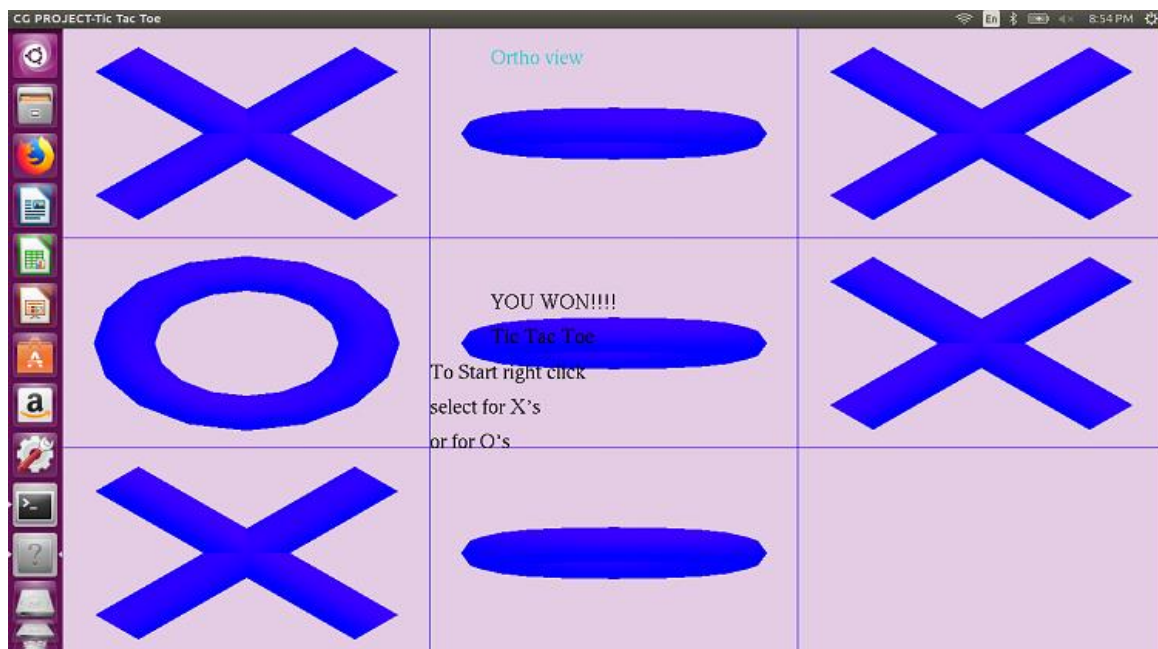 CG PROJECT-Tic Tac Toe
En
8:54 PM
Ortho view
YOU WON!!!!
Tic Tac Toe
To Start right click
select for X's
or for O's